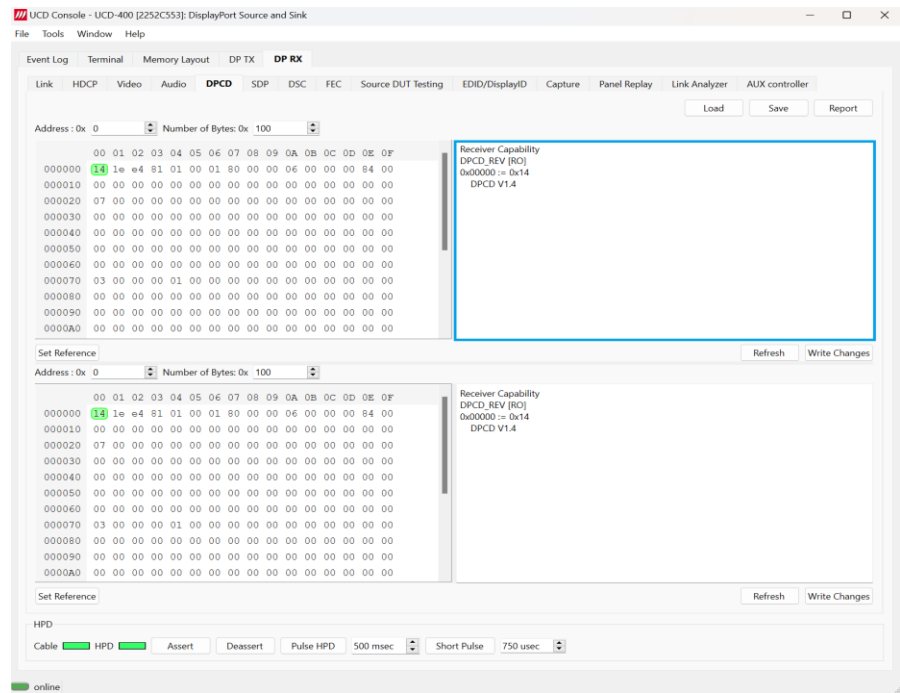 UCD Console - UCD-400 [2252C553]: DisplayPort Source and Sink
File Tools Window Help
Event Log Terminal Memory Layout DP TX DP RX
Link HDCP Video Audio DPCD SDP DSC FEC Source DUT Testing EDID/DisplayID Capture Panel Replay Link Analyzer AUX controller
Load Save Report
Address : 0x 0 Number of Bytes: 0x 100
00 01 02 03 04 05 06 07 08 09 0A 0B 0C 0D 0E 0F
000000 14 1e e4 81 01 00 01 80 00 00 06 00 00 00 84 00
000010 00 00 00 00 00 00 00 00 00 00 00 00 00 00 00 00
000020 07 00 00 00 00 00 00 00 00 00 00 00 00 00 00 00
000030 00 00 00 00 00 00 00 00 00 00 00 00 00 00 00 00
000040 00 00 00 00 00 00 00 00 00 00 00 00 00 00 00 00
000050 00 00 00 00 00 00 00 00 00 00 00 00 00 00 00 00
000060 00 00 00 00 00 00 00 00 00 00 00 00 00 00 00 00
000070 03 00 00 00 01 00 00 00 00 00 00 00 00 00 00 00
000080 00 00 00 00 00 00 00 00 00 00 00 00 00 00 00 00
000090 00 00 00 00 00 00 00 00 00 00 00 00 00 00 00 00
0000A0 00 00 00 00 00 00 00 00 00 00 00 00 00 00 00 00
Receiver Capability
DPCD_REV [RO]
0x00000 := 0x14
DPCD V1.4
Set Reference Refresh Write Changes
Address : 0x 0 Number of Bytes: 0x 100
00 01 02 03 04 05 06 07 08 09 0A 0B 0C 0D 0E 0F
000000 14 1e e4 81 01 00 01 80 00 00 06 00 00 00 84 00
000010 00 00 00 00 00 00 00 00 00 00 00 00 00 00 00 00
000020 07 00 00 00 00 00 00 00 00 00 00 00 00 00 00 00
000030 00 00 00 00 00 00 00 00 00 00 00 00 00 00 00 00
000040 00 00 00 00 00 00 00 00 00 00 00 00 00 00 00 00
000050 00 00 00 00 00 00 00 00 00 00 00 00 00 00 00 00
000060 00 00 00 00 00 00 00 00 00 00 00 00 00 00 00 00
000070 03 00 00 00 01 00 00 00 00 00 00 00 00 00 00 00
000080 00 00 00 00 00 00 00 00 00 00 00 00 00 00 00 00
000090 00 00 00 00 00 00 00 00 00 00 00 00 00 00 00 00
0000A0 00 00 00 00 00 00 00 00 00 00 00 00 00 00 00 00
Receiver Capability
DPCD_REV [RO]
0x00000 := 0x14
DPCD V1.4
Set Reference Refresh Write Changes
HPD
Cable HPD Assert Deassert Pulse HPD 500 msec Short Pulse 750 usec
online